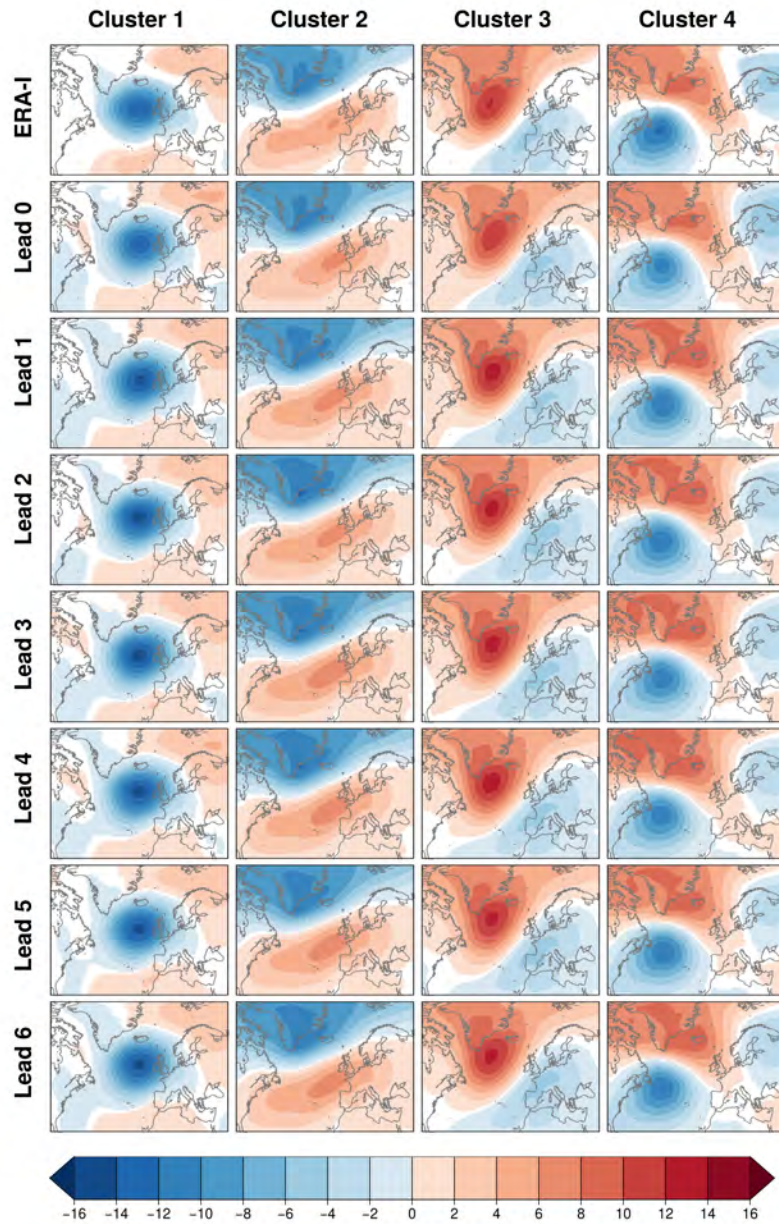 Cluster 1 Cluster 2 Cluster 3 Cluster 4
ERA-I
Lead 0
Lead 1
Lead 2
Lead 3
Lead 4
Lead 5
Lead 6
−16 −14 −12 −10 −8 −6 −4 −2 0 2 4 6 8 10 12 14 16